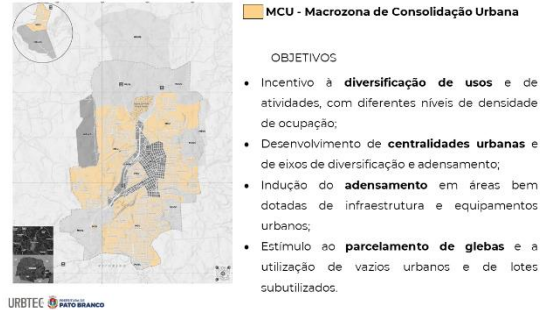 MCU - Macrozona de Consolidação Urbana
OBJETIVOS
• Incentivo à diversificação de usos e de
atividades, com diferentes níveis de densidade
de ocupação;
• Desenvolvimento de centralidades urbanas e
de eixos de diversificação e adensamento;
• Indução do adensamento em áreas bem
dotadas de infraestrutura e equipamentos
urbanos;
• Estímulo ao parcelamento de glebas e a
utilização de vazios urbanos e de lotes
subutilizados.
URBTEC PREFEITURA DE
PATO BRANCO